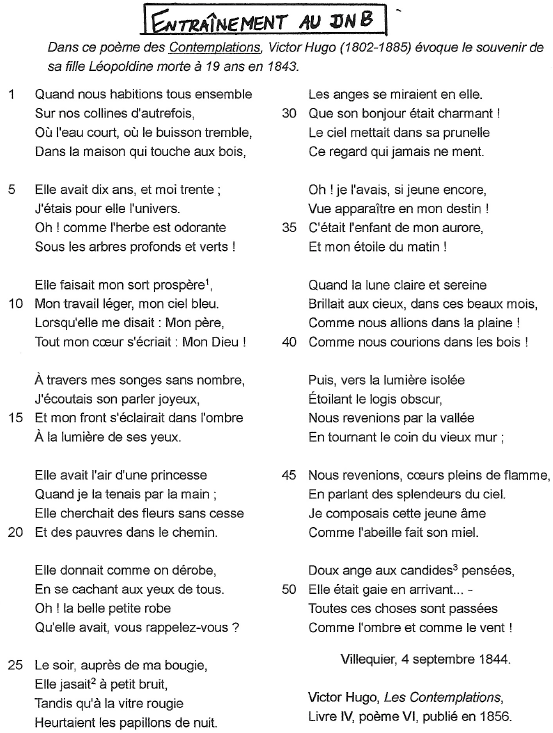 ENTRAÎNEMENT AU DNB
Dans ce poème des Contemplations, Victor Hugo (1802-1885) évoque le souvenir de
sa fille Léopoldine morte à 19 ans en 1843.
1 Quand nous habitions tous ensemble
Sur nos collines d'autrefois,
Où l'eau court, où le buisson tremble,
Dans la maison qui touche aux bois,
5 Elle avait dix ans, et moi trente ;
J'étais pour elle l'univers.
Oh ! comme l'herbe est odorante
Sous les arbres profonds et verts !
Elle faisait mon sort prospère¹,
10 Mon travail léger, mon ciel bleu.
Lorsqu'elle me disait : Mon père,
Tout mon cœur s'écriait : Mon Dieu !
À travers mes songes sans nombre,
J'écoutais son parler joyeux,
15 Et mon front s'éclairait dans l'ombre
À la lumière de ses yeux.
Elle avait l'air d'une princesse
Quand je la tenais par la main ;
Elle cherchait des fleurs sans cesse
20 Et des pauvres dans le chemin.
Elle donnait comme on dérobe,
En se cachant aux yeux de tous.
Oh ! la belle petite robe
Qu'elle avait, vous rappelez-vous ?
25 Le soir, auprès de ma bougie,
Elle jasait² à petit bruit,
Tandis qu'à la vitre rougie
Heurtaient les papillons de nuit.
Les anges se miraient en elle.
30 Que son bonjour était charmant !
Le ciel mettait dans sa prunelle
Ce regard qui jamais ne ment.
Oh ! je l'avais, si jeune encore,
Vue apparaître en mon destin !
35 C'était l'enfant de mon aurore,
Et mon étoile du matin !
Quand la lune claire et sereine
Brillait aux cieux, dans ces beaux mois,
Comme nous allions dans la plaine !
40 Comme nous courions dans les bois !
Puis, vers la lumière isolée
Étoilant le logis obscur,
Nous revenions par la vallée
En tournant le coin du vieux mur ;
45 Nous revenions, cœurs pleins de flamme,
En parlant des splendeurs du ciel.
Je composais cette jeune âme
Comme l'abeille fait son miel.
Doux ange aux candides³ pensées,
50 Elle était gaie en arrivant... -
Toutes ces choses sont passées
Comme l'ombre et comme le vent !
Villequier, 4 septembre 1844.
Victor Hugo, Les Contemplations,
Livre IV, poème VI, publié en 1856.